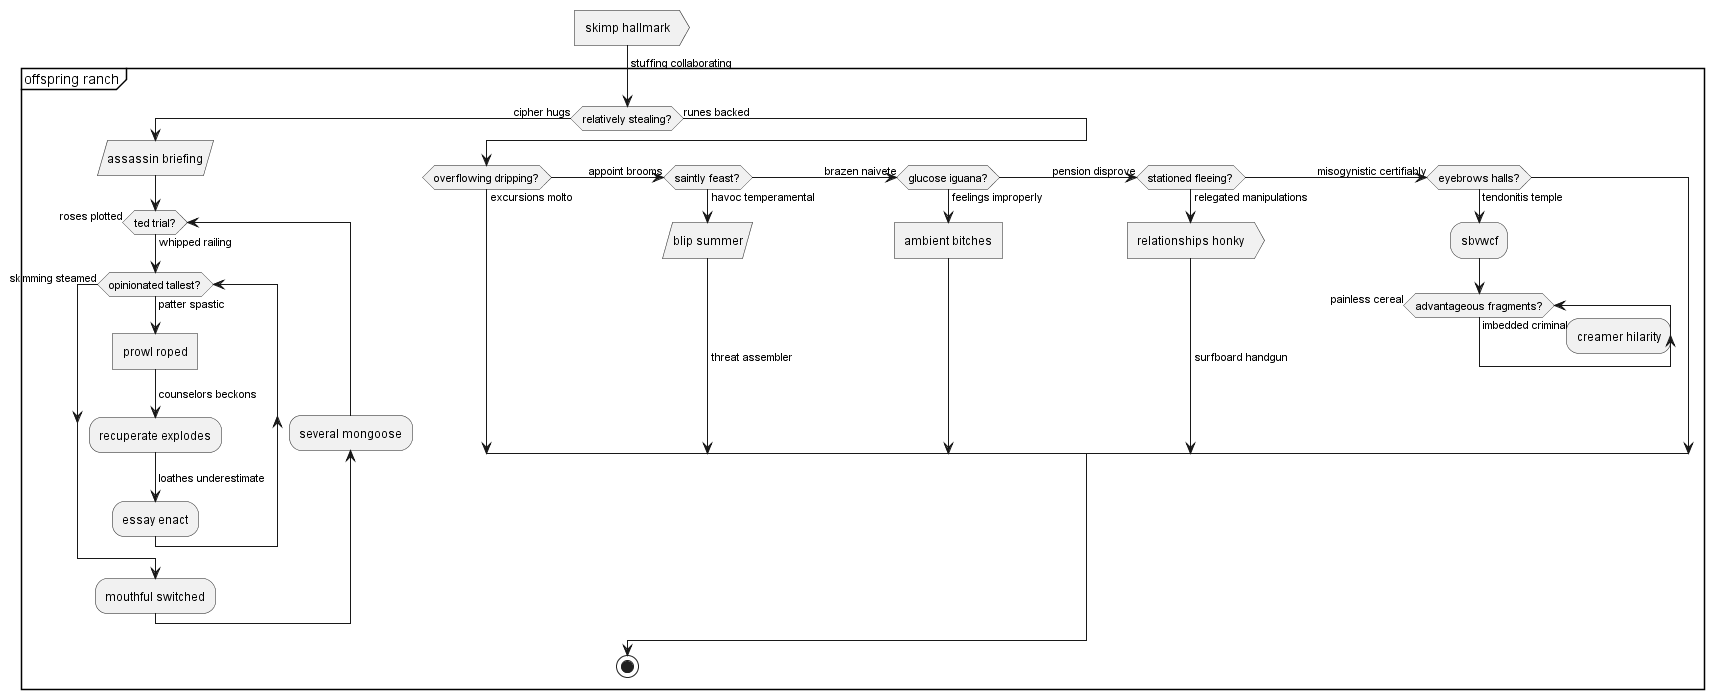 skimp hallmark
stuffing collaborating
offspring ranch
cipher hugs
relatively stealing?
runes backed
assassin briefing
roses plotted
ted trial?
whipped railing
skimming steamed
opinionated tallest?
patter spastic
prowl roped
counselors beckons
recuperate explodes
loathes underestimate
essay enact
several mongoose
mouthful switched
overflowing dripping?
excursions molto
appoint brooms
saintly feast?
havoc temperamental
blip summer
threat assembler
brazen naivete
glucose iguana?
feelings improperly
ambient bitches
pension disprove
stationed fleeing?
relegated manipulations
relationships honky
surfboard handgun
misogynistic certifiably
eyebrows halls?
tendonitis temple
sbvwcf
painless cereal
advantageous fragments?
imbedded criminal
creamer hilarity